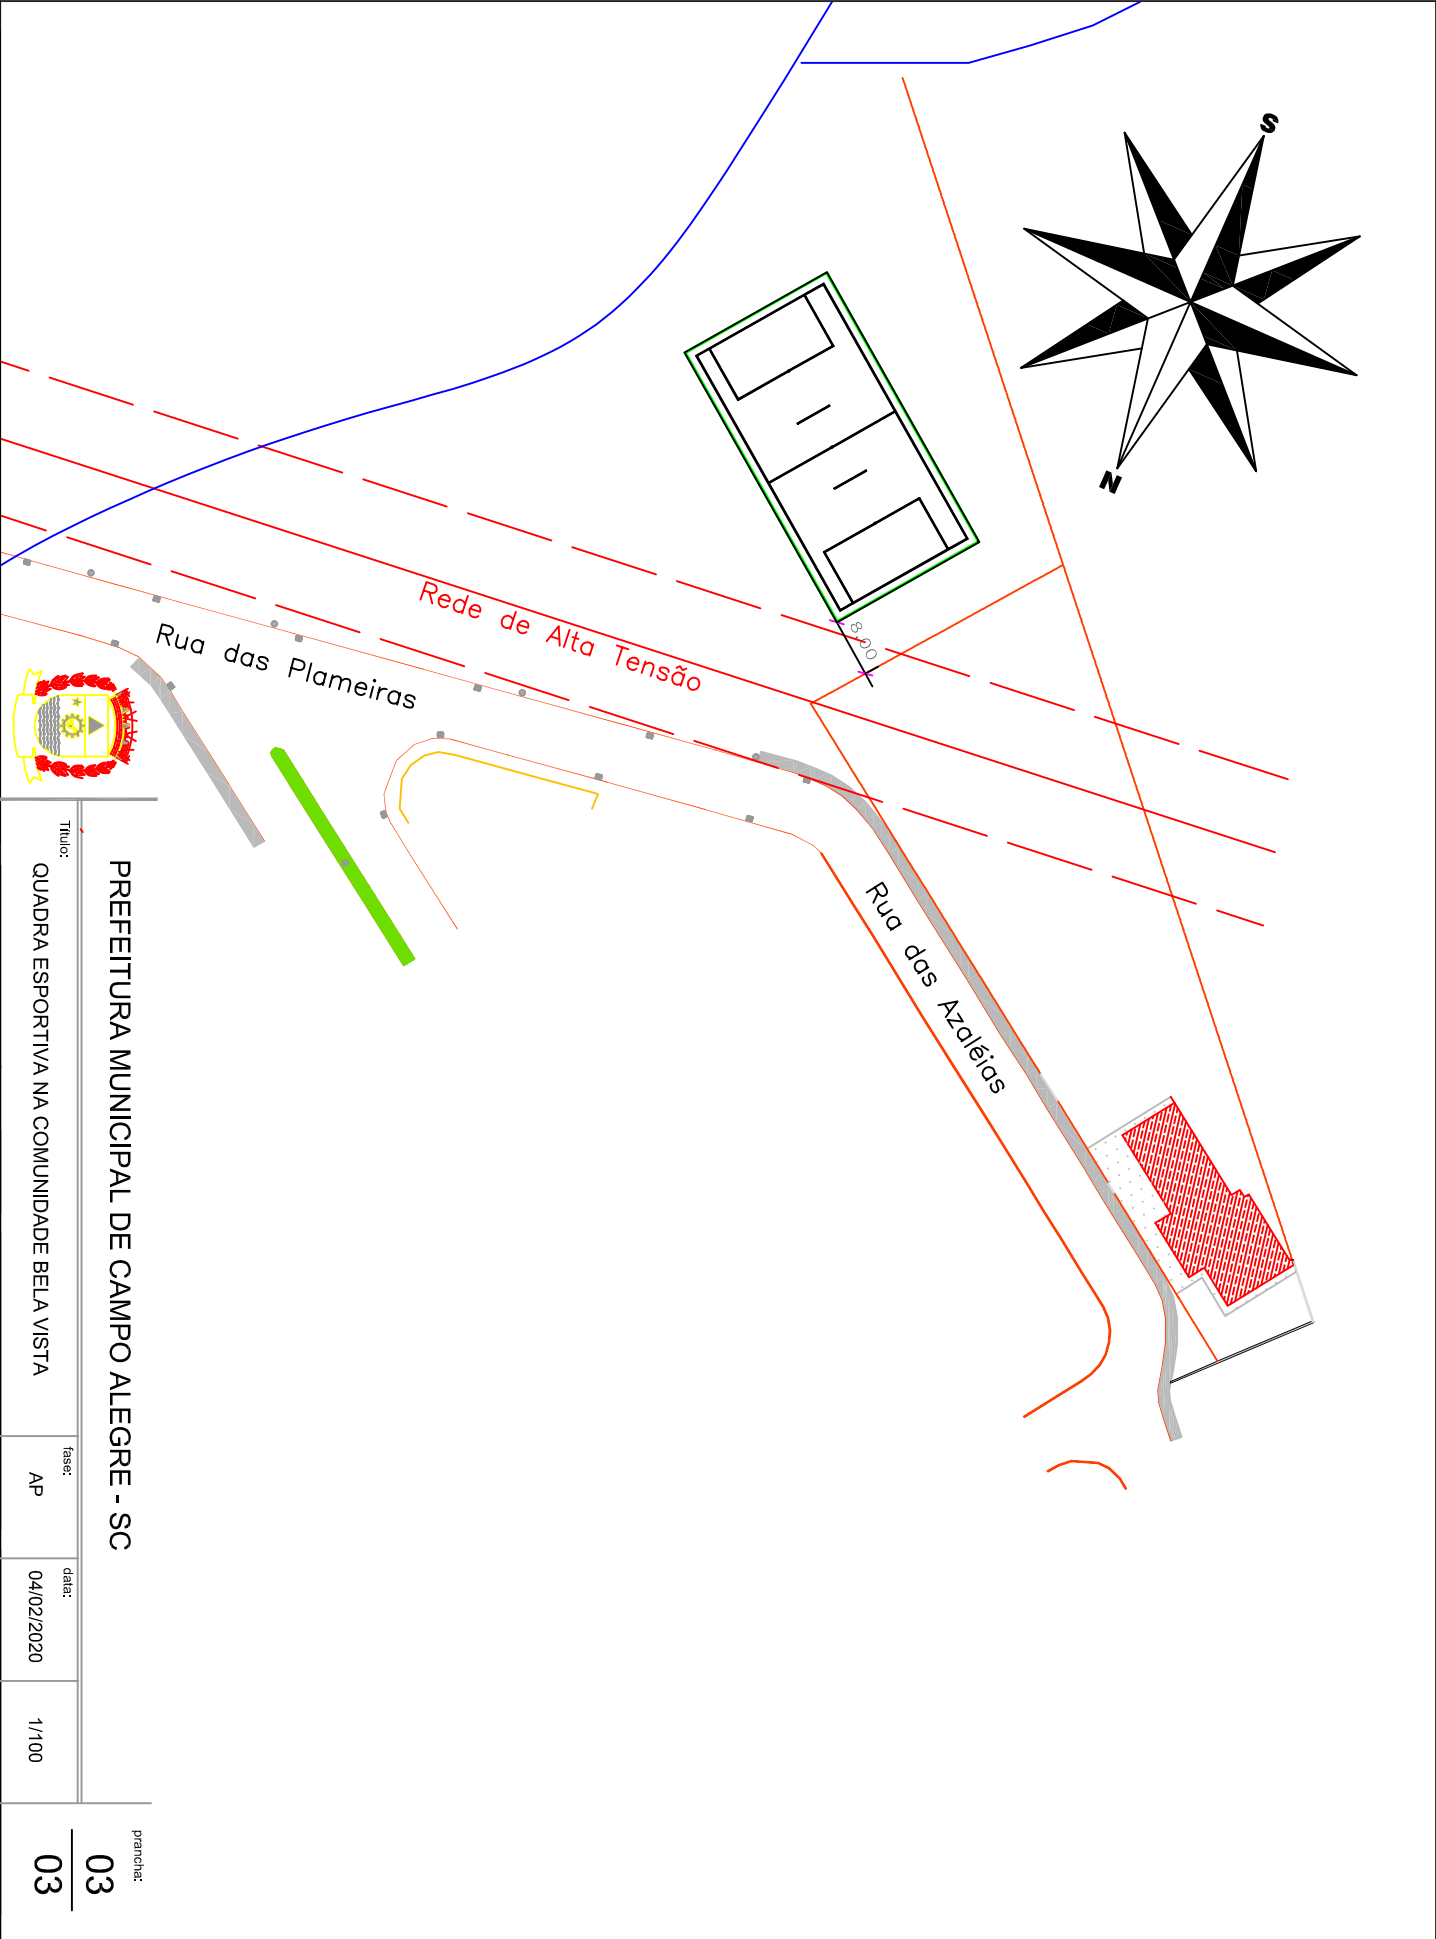 S
N
8,00
Rede de Alta Tensão
Rua das Plameiras
Rua das Azaléias
PREFEITURA MUNICIPAL DE CAMPO ALEGRE - SC
Título:
QUADRA ESPORTIVA NA COMUNIDADE BELA VISTA
fase:
AP
data:
04/02/2020
1/100
prancha:
03
03